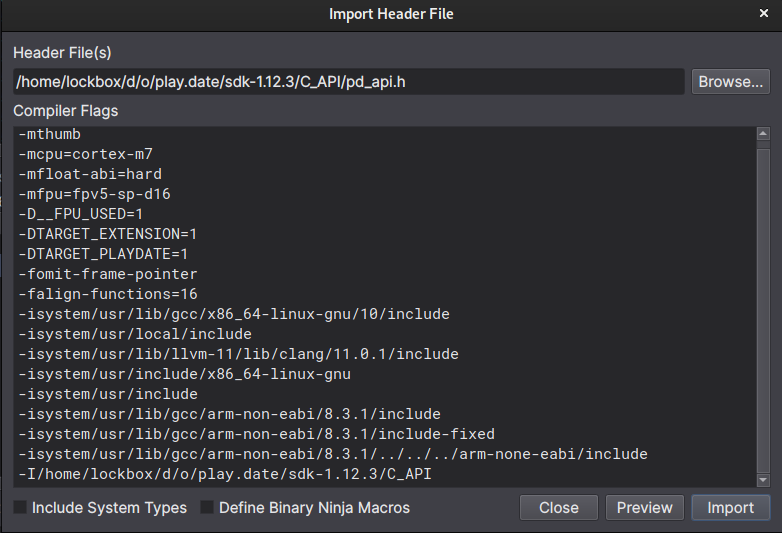 Import Header File
Header File(s)
/home/lockbox/d/o/play.date/sdk-1.12.3/C_API/pd_api.h
Browse...
Compiler Flags
-mthumb
-mcpu=cortex-m7
-mfloat-abi=hard
-mfpu=fpv5-sp-d16
-D__FPU_USED=1
-DTARGET_EXTENSION=1
-DTARGET_PLAYDATE=1
-fomit-frame-pointer
-falign-functions=16
-isystem/usr/lib/gcc/x86_64-linux-gnu/10/include
-isystem/usr/local/include
-isystem/usr/lib/llvm-11/lib/clang/11.0.1/include
-isystem/usr/include/x86_64-linux-gnu
-isystem/usr/include
-isystem/usr/lib/gcc/arm-non-eabi/8.3.1/include
-isystem/usr/lib/gcc/arm-non-eabi/8.3.1/include-fixed
-isystem/usr/lib/gcc/arm-non-eabi/8.3.1/../../../arm-none-eabi/include
-I/home/lockbox/d/o/play.date/sdk-1.12.3/C_API
Include System Types
Define Binary Ninja Macros
Close
Preview
Import